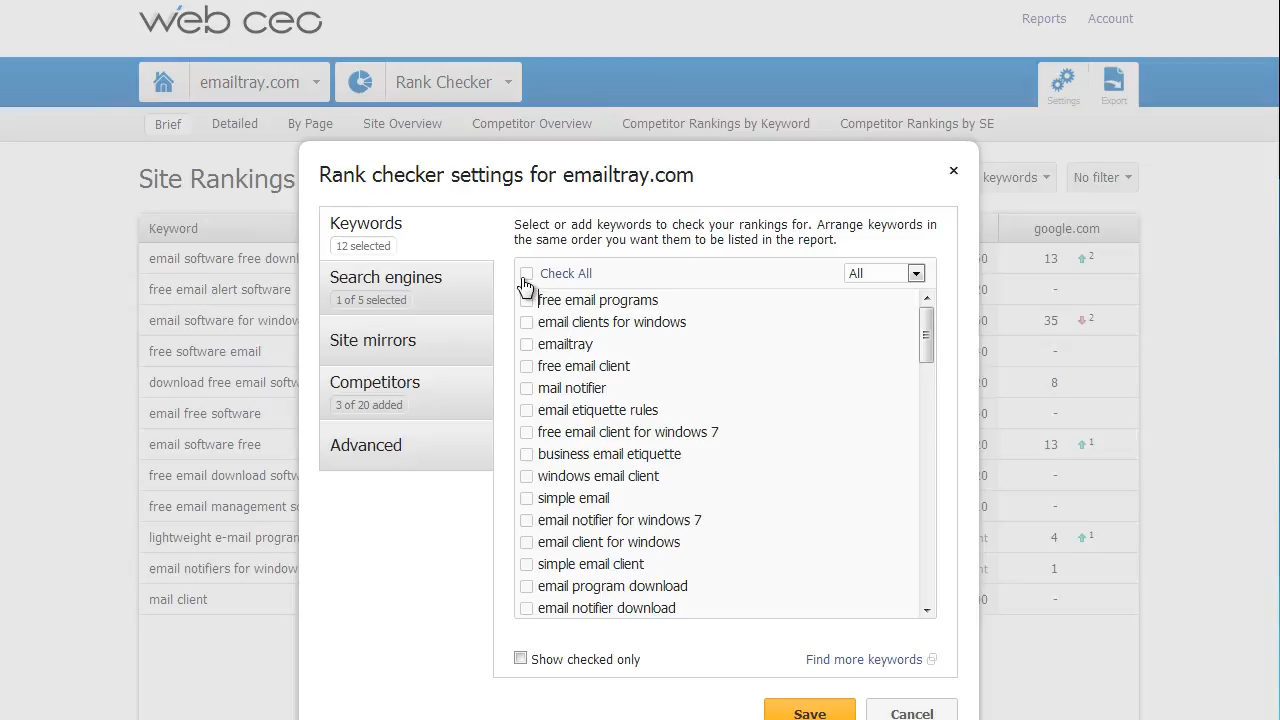 web ceo
Reports
Account
emailtray.com
Rank Checker
Settings
Export
Brief
Detailed
By Page
Site Overview
Competitor Overview
Competitor Rankings by Keyword
Competitor Rankings by SE
Site Rankings
keywords
No filter
Keyword
google.com
email software free down
13
2
free email alert software
-
email software for window
35
2
free software email
-
download free email softw
8
email free software
-
email software free
13
1
free email download softw
-
free email management so
-
lightweight e-mail program
4
1
email notifiers for window
1
mail client
-
Rank checker settings for emailtray.com
×
Keywords
12 selected
Search engines
1 of 5 selected
Site mirrors
Competitors
3 of 20 added
Advanced
Select or add keywords to check your rankings for. Arrange keywords in
the same order you want them to be listed in the report.
Check All
All
free email programs
email clients for windows
emailtray
free email client
mail notifier
email etiquette rules
free email client for windows 7
business email etiquette
windows email client
simple email
email notifier for windows 7
email client for windows
simple email client
email program download
email notifier download
Show checked only
Find more keywords
Save
Cancel